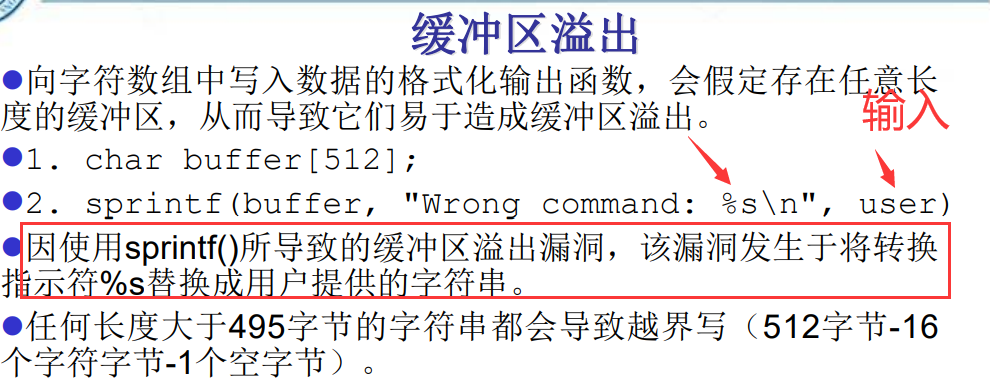 缓冲区溢出
●向字符数组中写入数据的格式化输出函数，会假定存在任意长
度的缓冲区，从而导致它们易于造成缓冲区溢出。
输入
●1. char buffer[512];
●2. sprintf(buffer, "Wrong command: %s\n", user)
●因使用sprintf()所导致的缓冲区溢出漏洞，该漏洞发生于将转换
指示符%s替换成用户提供的字符串。
●任何长度大于495字节的字符串都会导致越界写（512字节-16
个字符字节-1个空字节）。